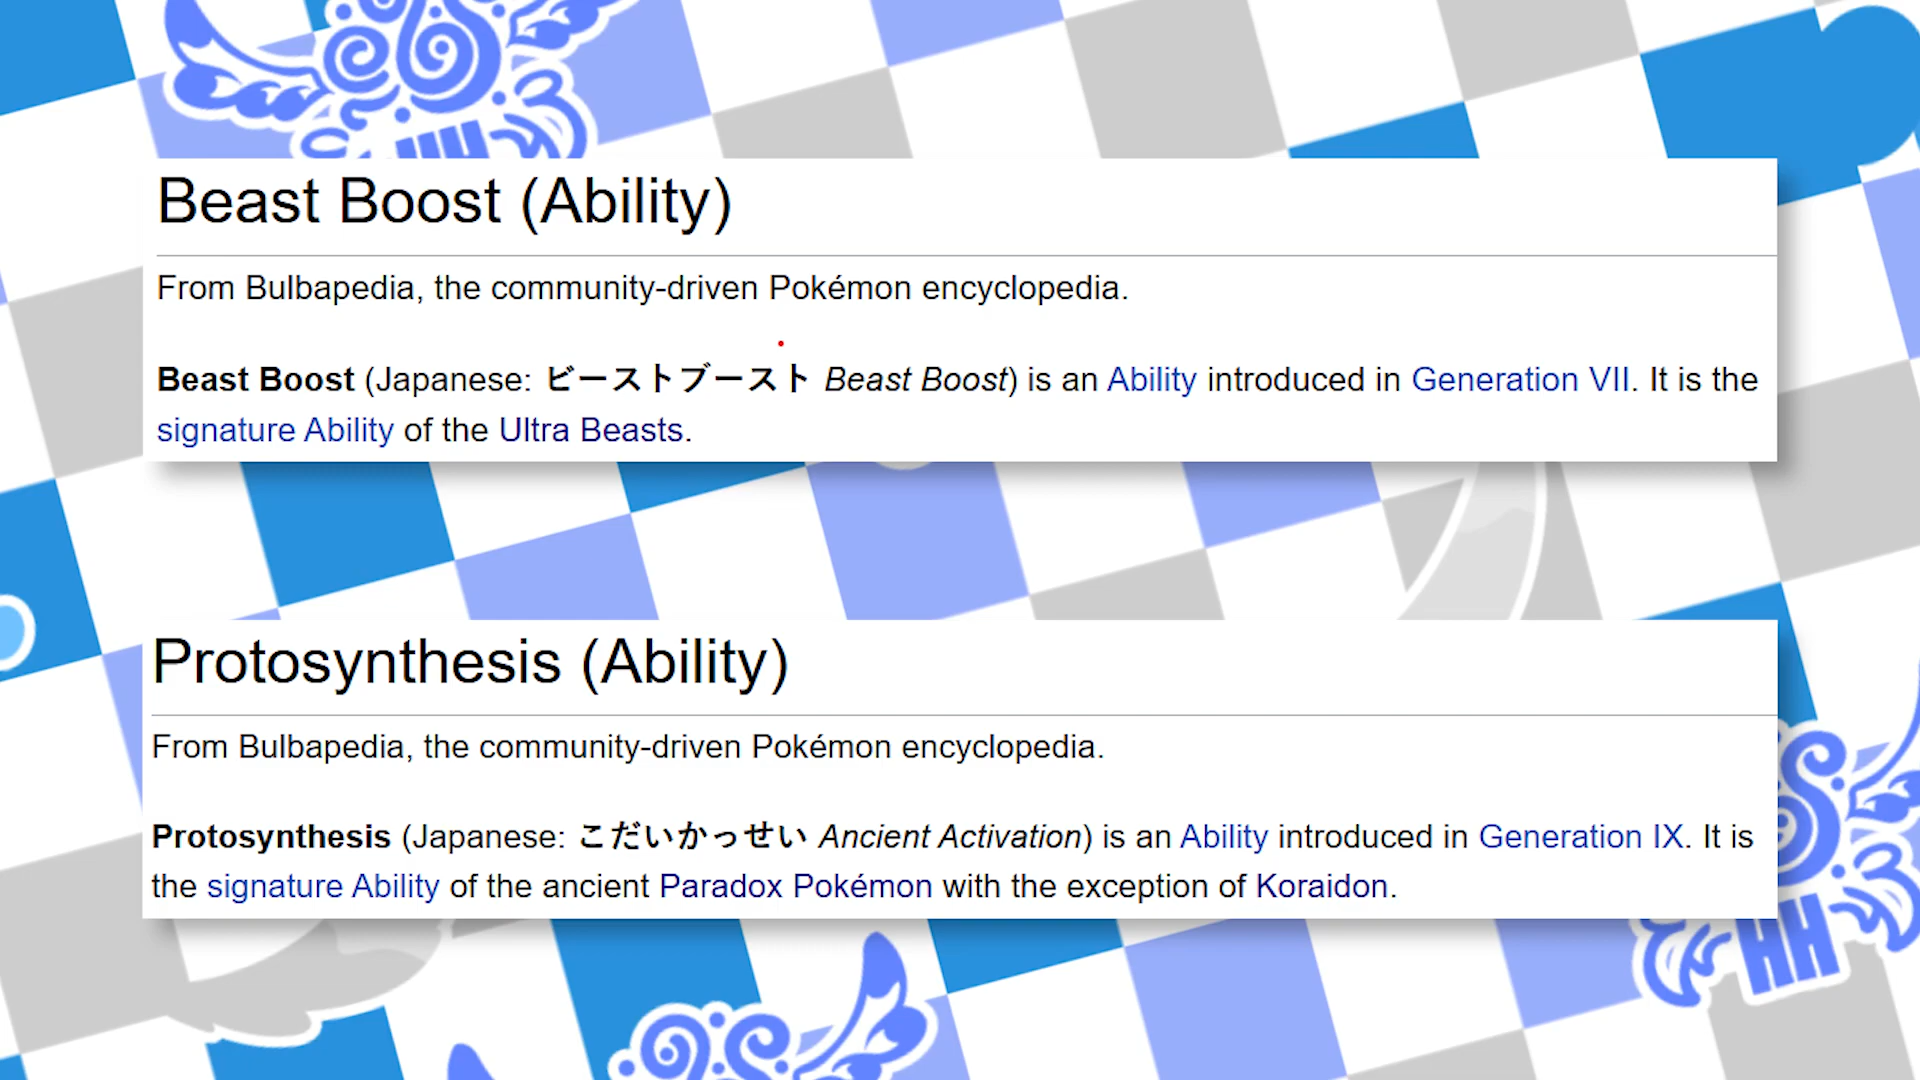 Beast Boost (Ability)
From Bulbapedia, the community-driven Pokémon encyclopedia.
Beast Boost (Japanese: ビーストブースト Beast Boost) is an Ability introduced in Generation VII. It is the
signature Ability of the Ultra Beasts.
Protosynthesis (Ability)
From Bulbapedia, the community-driven Pokémon encyclopedia.
Protosynthesis (Japanese: こだいかっせい Ancient Activation) is an Ability introduced in Generation IX. It is
the signature Ability of the ancient Paradox Pokémon with the exception of Koraidon.